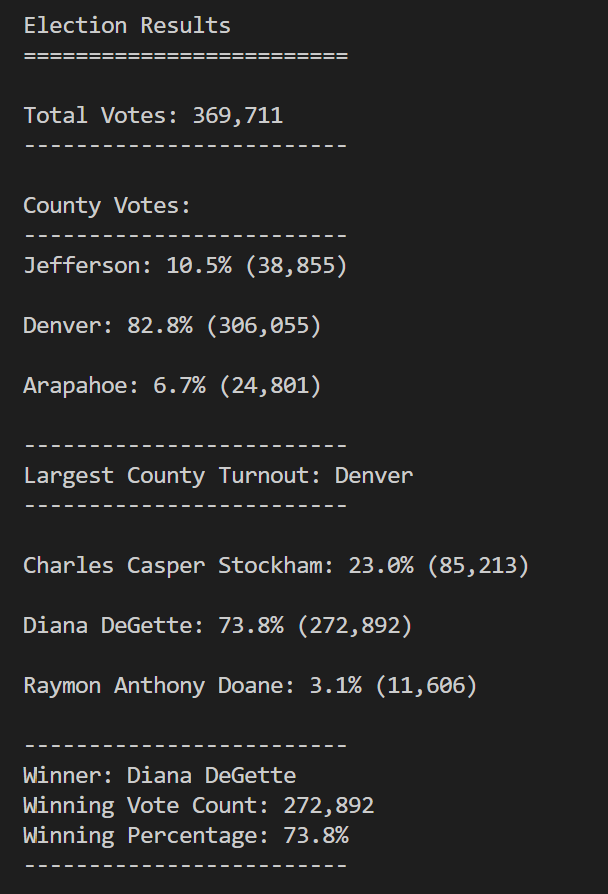 Election Results
=========================
Total Votes: 369,711
-------------------------
County Votes:
-------------------------
Jefferson: 10.5% (38,855)
Denver: 82.8% (306,055)
Arapahoe: 6.7% (24,801)
-------------------------
Largest County Turnout: Denver
-------------------------
Charles Casper Stockham: 23.0% (85,213)
Diana DeGette: 73.8% (272,892)
Raymon Anthony Doane: 3.1% (11,606)
-------------------------
Winner: Diana DeGette
Winning Vote Count: 272,892
Winning Percentage: 73.8%
-------------------------